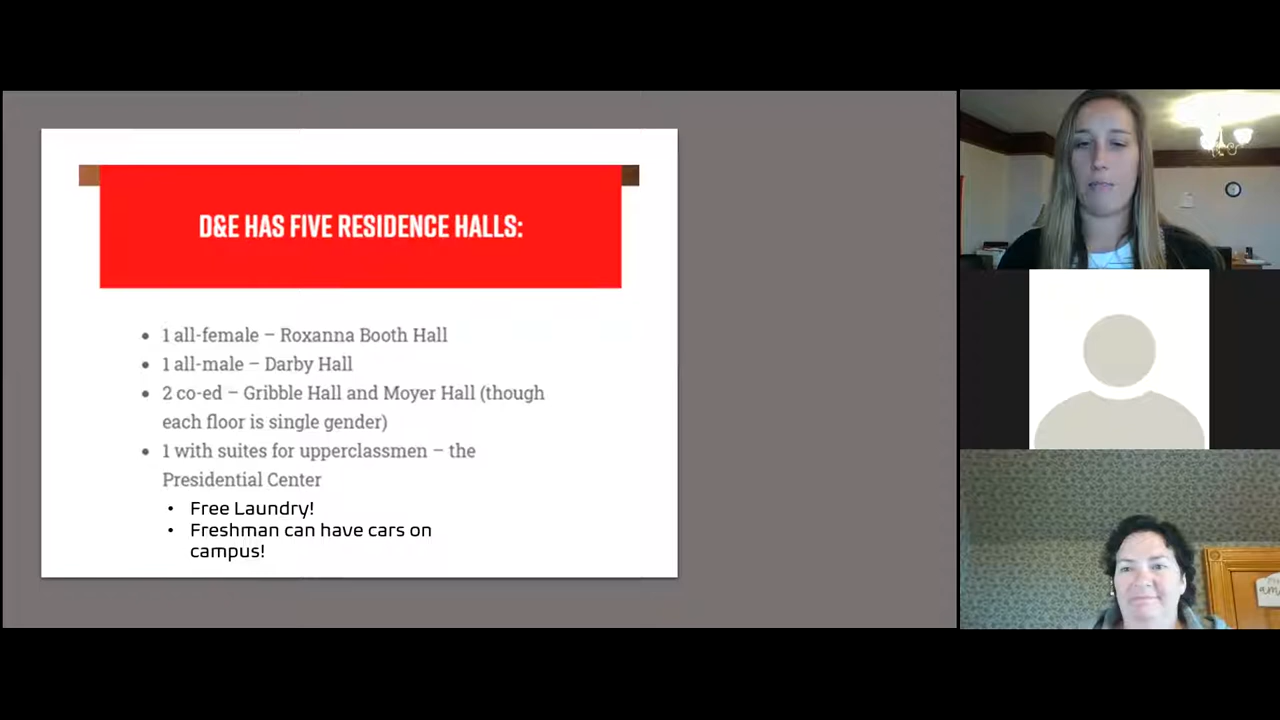 D&E HAS FIVE RESIDENCE HALLS:
• 1 all-female – Roxanna Booth Hall
• 1 all-male – Darby Hall
• 2 co-ed – Gribble Hall and Moyer Hall (though
each floor is single gender)
• 1 with suites for upperclassmen – the
Presidential Center
• Free Laundry!
• Freshman can have cars on
campus!